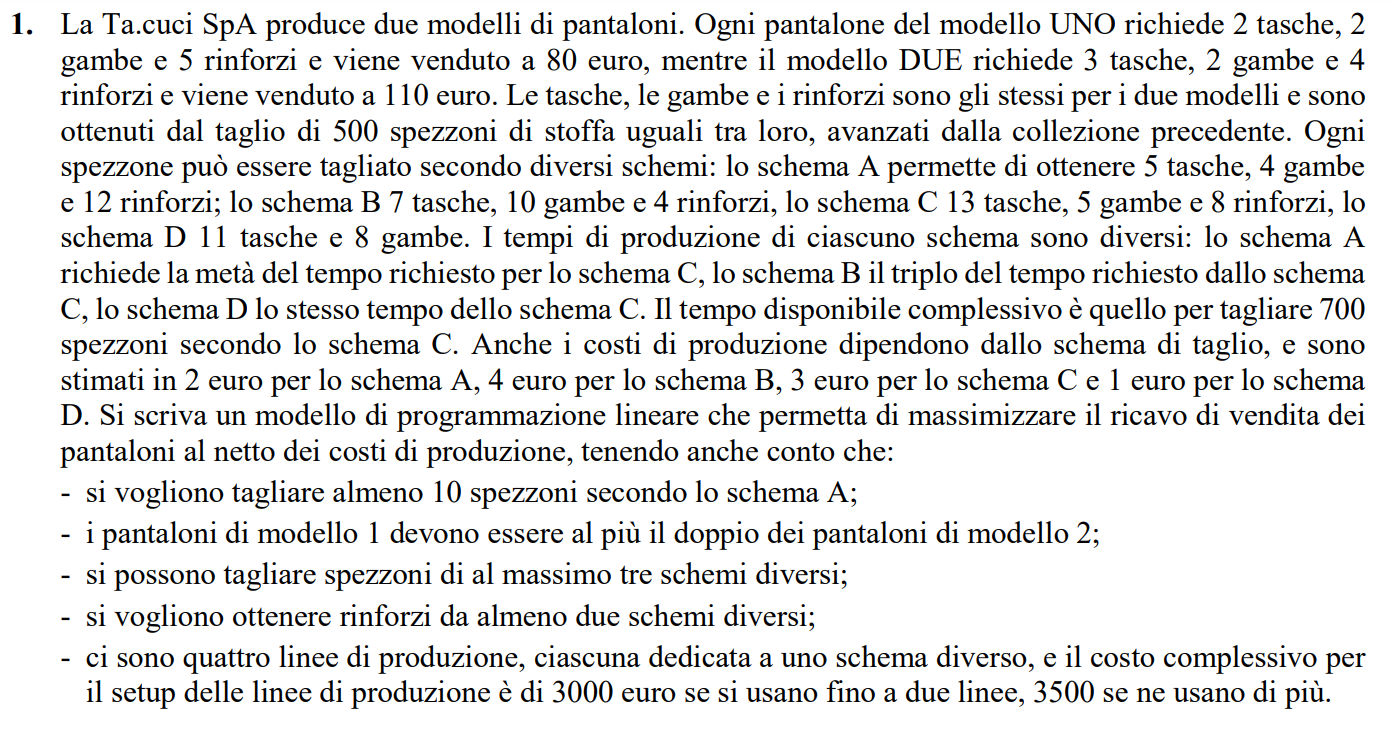 1. La Ta.cuci SpA produce due modelli di pantaloni. Ogni pantalone del modello UNO richiede 2 tasche, 2
gambe e 5 rinforzi e viene venduto a 80 euro, mentre il modello DUE richiede 3 tasche, 2 gambe e 4
rinforzi e viene venduto a 110 euro. Le tasche, le gambe e i rinforzi sono gli stessi per i due modelli e sono
ottenuti dal taglio di 500 spezzoni di stoffa uguali tra loro, avanzati dalla collezione precedente. Ogni
spezzone può essere tagliato secondo diversi schemi: lo schema A permette di ottenere 5 tasche, 4 gambe
e 12 rinforzi; lo schema B 7 tasche, 10 gambe e 4 rinforzi, lo schema C 13 tasche, 5 gambe e 8 rinforzi, lo
schema D 11 tasche e 8 gambe. I tempi di produzione di ciascuno schema sono diversi: lo schema A
richiede la metà del tempo richiesto per lo schema C, lo schema B il triplo del tempo richiesto dallo schema
C, lo schema D lo stesso tempo dello schema C. Il tempo disponibile complessivo è quello per tagliare 700
spezzoni secondo lo schema C. Anche i costi di produzione dipendono dallo schema di taglio, e sono
stimati in 2 euro per lo schema A, 4 euro per lo schema B, 3 euro per lo schema C e 1 euro per lo schema
D. Si scriva un modello di programmazione lineare che permetta di massimizzare il ricavo di vendita dei
pantaloni al netto dei costi di produzione, tenendo anche conto che:
- si vogliono tagliare almeno 10 spezzoni secondo lo schema A;
- i pantaloni di modello 1 devono essere al più il doppio dei pantaloni di modello 2;
- si possono tagliare spezzoni di al massimo tre schemi diversi;
- si vogliono ottenere rinforzi da almeno due schemi diversi;
- ci sono quattro linee di produzione, ciascuna dedicata a uno schema diverso, e il costo complessivo per
il setup delle linee di produzione è di 3000 euro se si usano fino a due linee, 3500 se ne usano di più.